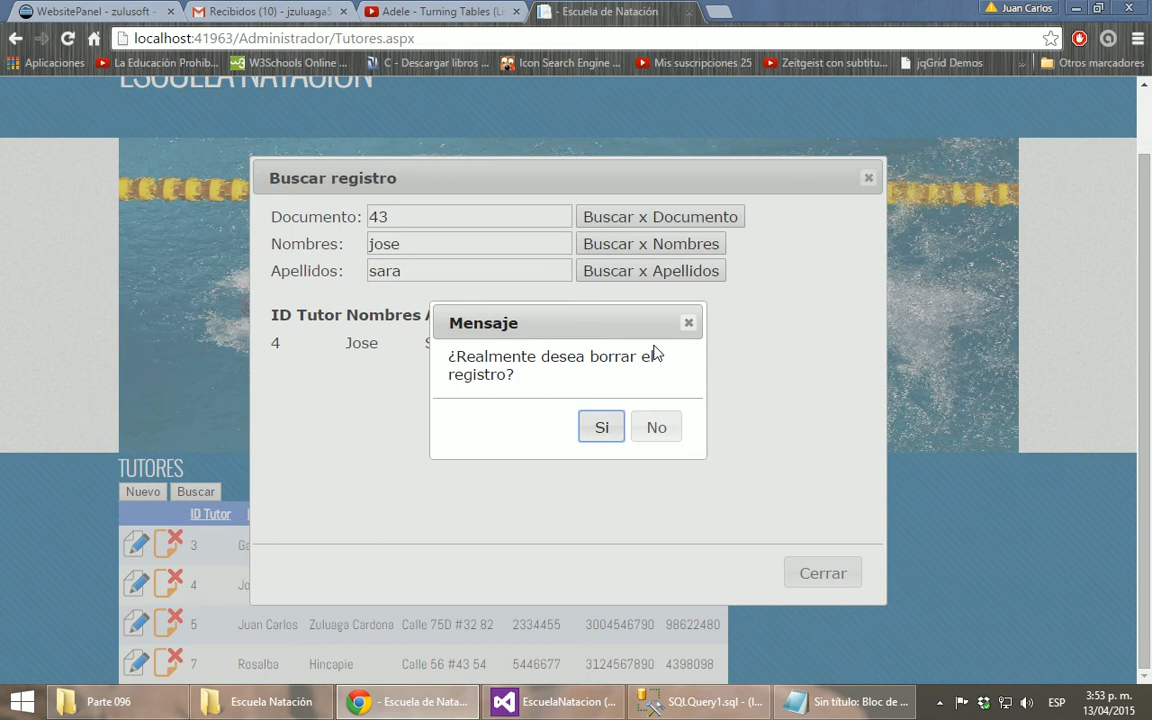 WebsitePanel - zulusoft
Recibidos (10) - jzuluaga5
Adele - Turning Tables (L
- Escuela de Natación
Juan Carlos
localhost:41963/Administrador/Tutores.aspx
Aplicaciones
La Educación Prohib...
W3Schools Online ...
C - Descargar libros ...
Icon Search Engine ...
Mis suscripciones 25
Zeitgeist con subtitu...
jqGrid Demos
»
Otros marcadores
ESCUELA NATACIÓN
Buscar registro
Documento: 43 Buscar x Documento
Nombres: jose Buscar x Nombres
Apellidos: sara Buscar x Apellidos
ID Tutor Nombres A
4 Jose S
Mensaje
¿Realmente desea borrar el
registro?
Si No
Cerrar
TUTORES
Nuevo Buscar
ID Tutor
3 Ga
4 Jo
5 Juan Carlos Zuluaga Cardona Calle 75D #32 82 2334455 3004546790 98622480
7 Rosalba Hincapie Calle 56 #43 54 5446677 3124567890 4398098
Parte 096
Escuela Natación
- Escuela de Nata...
EscuelaNatacion (...
SQLQuery1.sql - (l...
Sin título: Bloc de ...
ESP
3:53 p. m.
13/04/2015